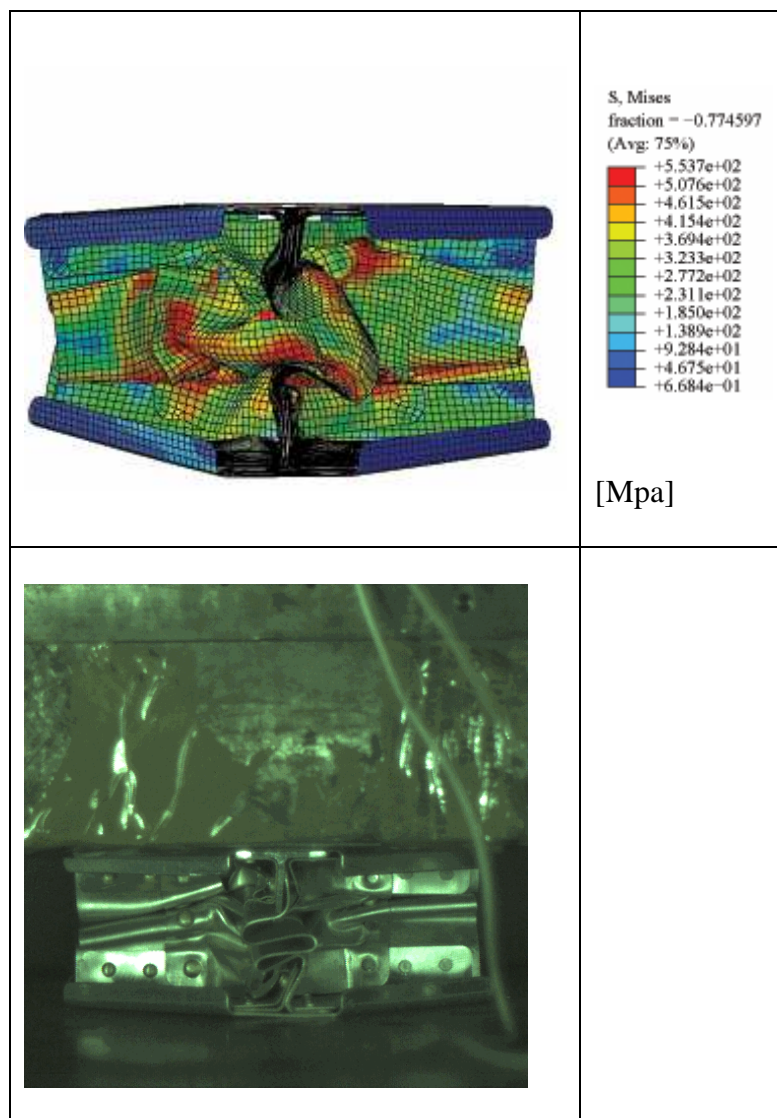 S, Mises
fraction = −0.774597
(Avg: 75%)
+5.537e+02
+5.076e+02
+4.615e+02
+4.154e+02
+3.694e+02
+3.233e+02
+2.772e+02
+2.311e+02
+1.850e+02
+1.389e+02
+9.284e+01
+4.675e+01
+6.684e−01
[Mpa]